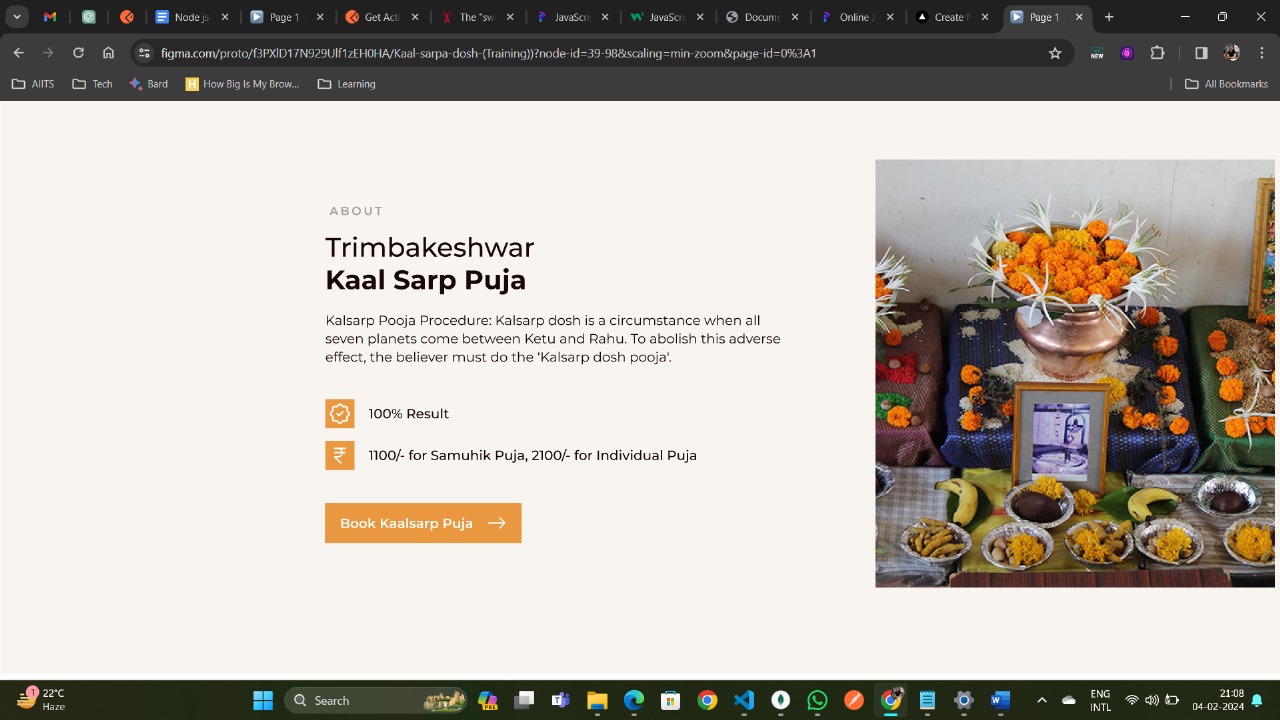 Node js
Page 1
Get Acti
The "sw
JavaScri
JavaScri
Docume
Online J
Create N
Page 1
figma.com/proto/f3PXlD17N929Ulf1zEH0HA/Kaal-sarpa-dosh-(Training))?node-id=39-98&scaling=min-zoom&page-id=0%3A1
NEW
AIITS
Tech
Bard
H
How Big Is My Brow...
Learning
All Bookmarks
ABOUT
Trimbakeshwar
Kaal Sarp Puja
Kalsarp Pooja Procedure: Kalsarp dosh is a circumstance when all
seven planets come between Ketu and Rahu. To abolish this adverse
effect, the believer must do the ‘Kalsarp dosh pooja'.
100% Result
₹ 1100/- for Samuhik Puja, 2100/- for Individual Puja
Book Kaalsarp Puja →
1
22°C
Haze
Search
PRE
ENG
INTL
21:08
04-02-2024